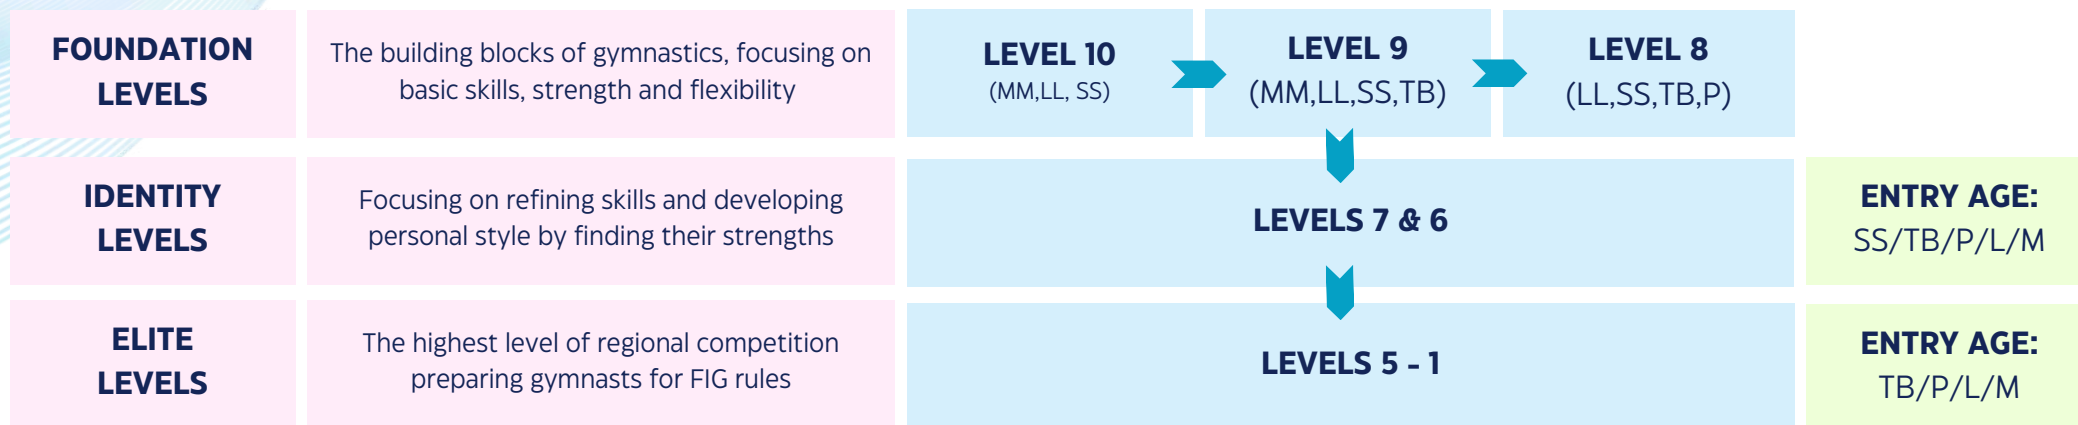 FOUNDATION
LEVELS
The building blocks of gymnastics, focusing on
basic skills, strength and flexibility
LEVEL 10
(MM,LL, SS)
LEVEL 9
(MM,LL,SS,TB)
LEVEL 8
(LL,SS,TB,P)
IDENTITY
LEVELS
Focusing on refining skills and developing
personal style by finding their strengths
LEVELS 7 & 6
ENTRY AGE:
SS/TB/P/L/M
ELITE
LEVELS
The highest level of regional competition
preparing gymnasts for FIG rules
LEVELS 5 - 1
ENTRY AGE:
TB/P/L/M